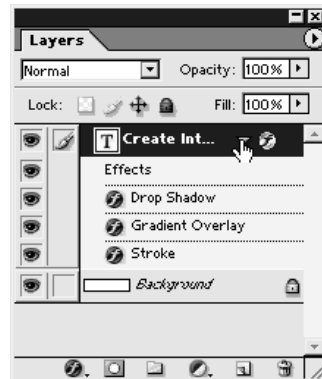 Layers
Normal Opacity: 100%
Lock: Fill: 100%
T Create Int...
Effects
Drop Shadow
Gradient Overlay
Stroke
Background